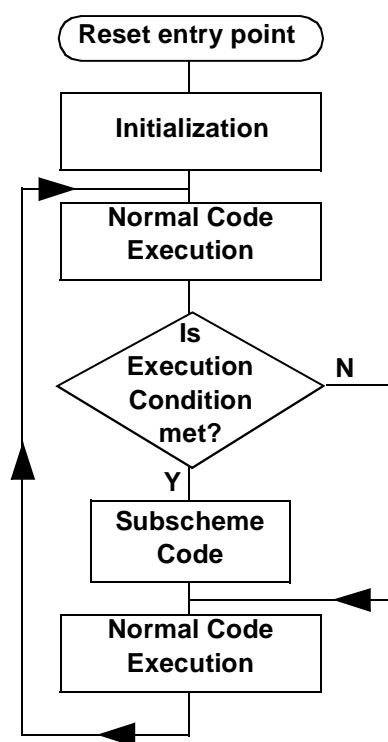 Reset entry point
Initialization
Normal Code
Execution
Is
Execution
Condition
met?
N
Y
Subscheme
Code
Normal Code
Execution